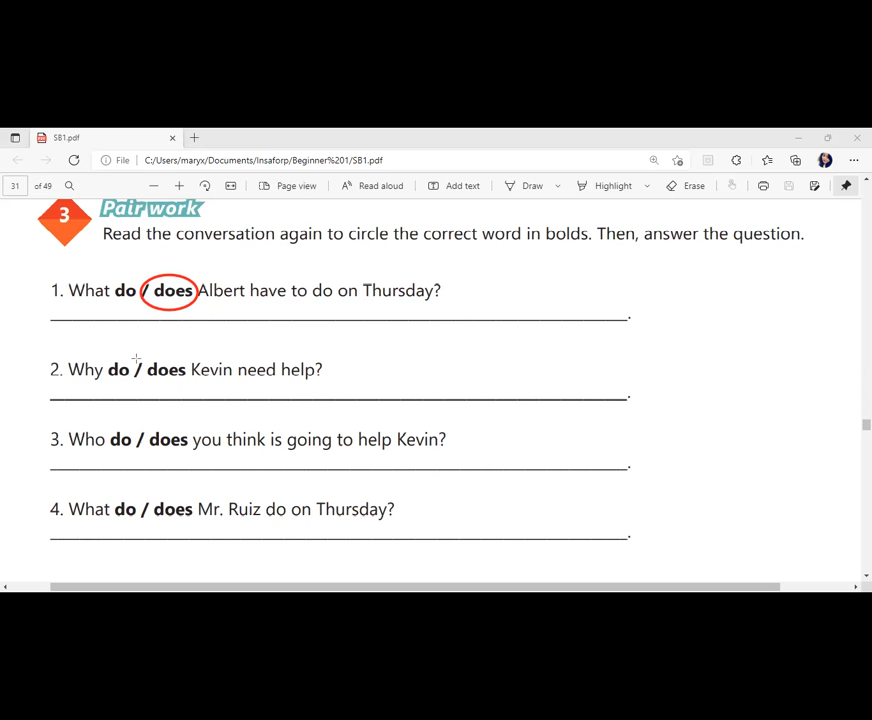 SB1.pdf
File
C:/Users/maryx/Documents/Insaforp/Beginner%201/SB1.pdf
31 of 49
Page view
Read aloud
Add text
Draw
Highlight
Erase
3
Pair work
Read the conversation again to circle the correct word in bolds. Then, answer the question.
1. What do / does Albert have to do on Thursday?
_______________.
2. Why do / does Kevin need help?
_______________.
3. Who do / does you think is going to help Kevin?
_______________.
4. What do / does Mr. Ruiz do on Thursday?
_______________.